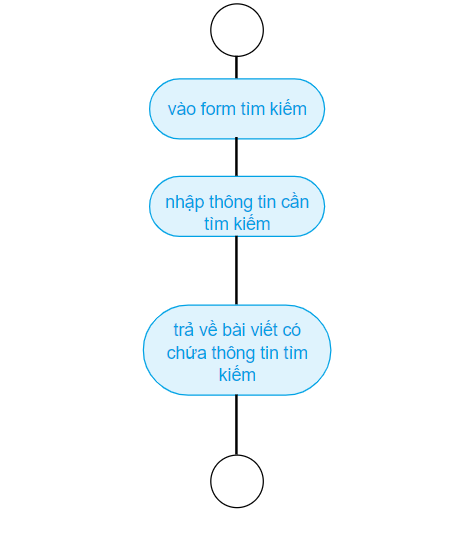 vào form tìm kiếm
nhập thông tin cần
tìm kiếm
trả về bài viết có
chứa thông tin tìm
kiếm